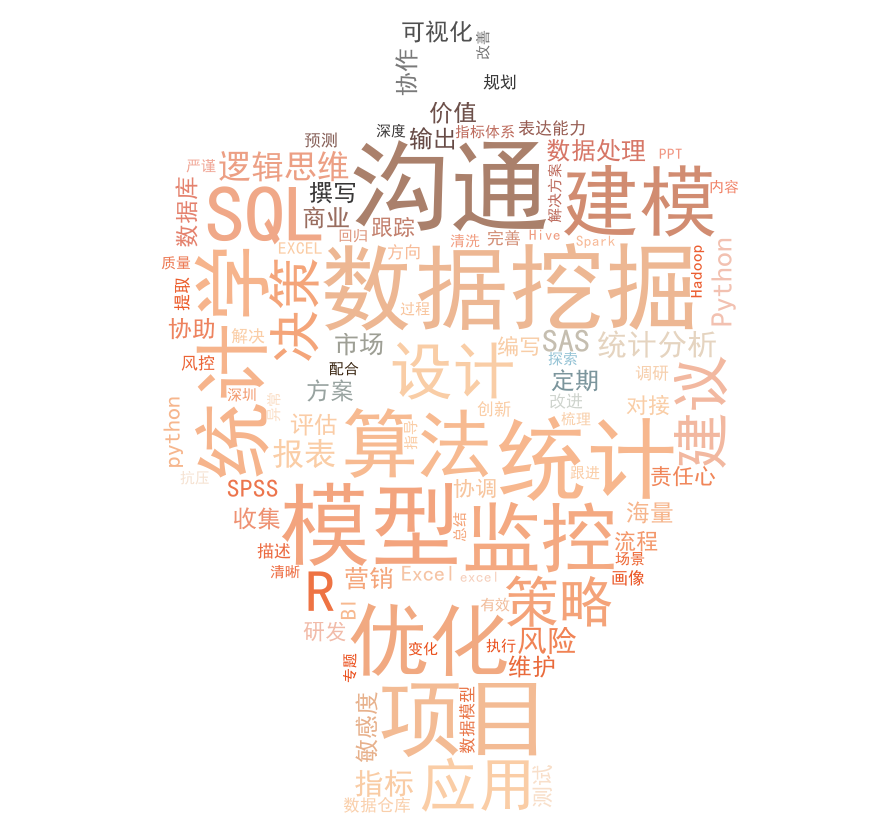 可视化
改善
协作
规划
价值
深度
输出
指标体系
表达能力
预测
严谨
逻辑思维
沟通
数据处理
PPT
解决方案
建模
内容
撰写
SQL
数据库
商业
跟踪
回归
清洗
完善
Hive
Spark
EXCEL
方向
质量
统计学
决策
数据挖掘
Hadoop
Python
提取
过程
协助
解决
市场
编写
SAS
统计分析
探索
风控
配合
设计
定期
调研
建议
深圳
方案
异常
创新
改进
对接
梳理
python
评估
指导
算法
统计
报表
抗压
SPSS
协调
跟进
责任心
模型
收集
总结
监控
海量
流程
描述
场景
清晰
R
营销
Excel
excel
画像
BI
有效
策略
研发
优化
变化
执行
风险
专题
维护
敏感度
项目
数据模型
指标
应用
测试
数据仓库